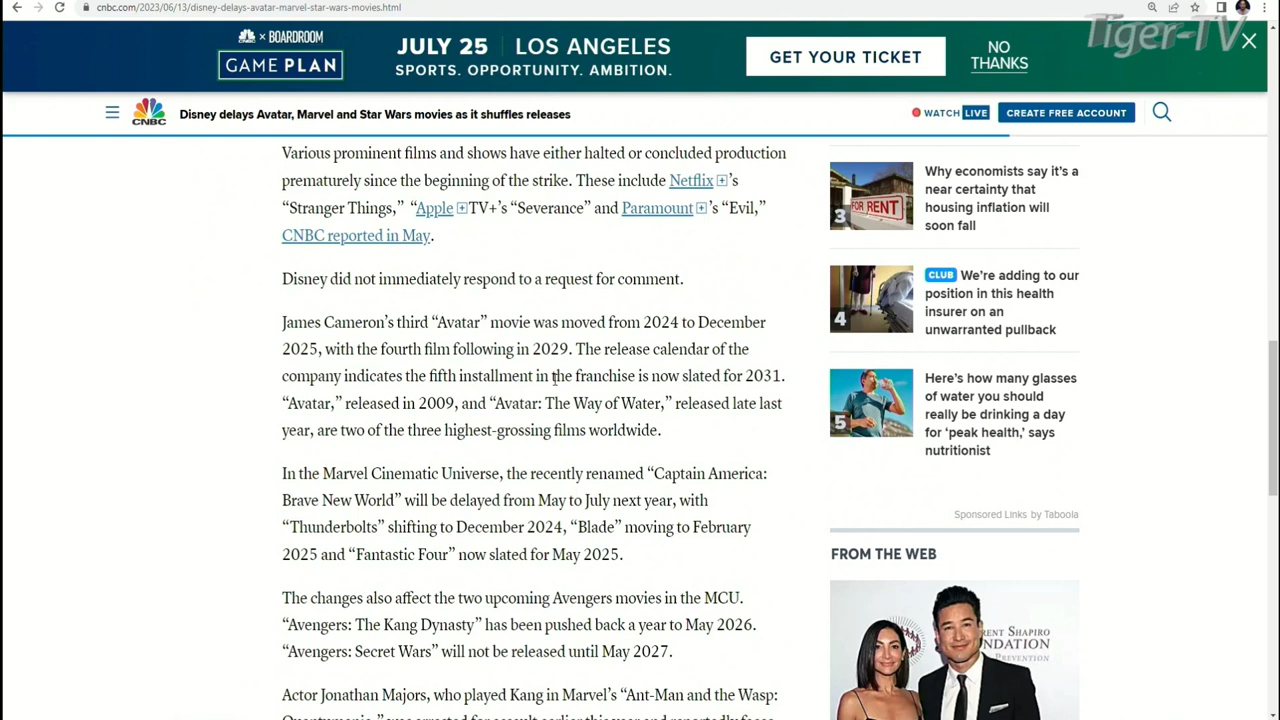 cnbc.com/2023/06/13/disney-delays-avatar-marvel-star-wars-movies.html
Tiger-TV
× BOARDROOM
GAME PLAN
JULY 25 | LOS ANGELES
SPORTS. OPPORTUNITY. AMBITION.
GET YOUR TICKET
NO
THANKS
CNBC
Disney delays Avatar, Marvel and Star Wars movies as it shuffles releases
WATCH LIVE
CREATE FREE ACCOUNT
Various prominent films and shows have either halted or concluded production
prematurely since the beginning of the strike. These include Netflix’s
“Stranger Things,” “Apple TV+’s “Severance” and Paramount’s “Evil,”
CNBC reported in May.
Disney did not immediately respond to a request for comment.
James Cameron’s third “Avatar” movie was moved from 2024 to December
2025, with the fourth film following in 2029. The release calendar of the
company indicates the fifth installment in the franchise is now slated for 2031.
“Avatar,” released in 2009, and “Avatar: The Way of Water,” released late last
year, are two of the three highest-grossing films worldwide.
In the Marvel Cinematic Universe, the recently renamed “Captain America:
Brave New World” will be delayed from May to July next year, with
“Thunderbolts” shifting to December 2024, “Blade” moving to February
2025 and “Fantastic Four” now slated for May 2025.
The changes also affect the two upcoming Avengers movies in the MCU.
“Avengers: The Kang Dynasty” has been pushed back a year to May 2026.
“Avengers: Secret Wars” will not be released until May 2027.
Actor Jonathan Majors, who played Kang in Marvel’s “Ant-Man and the Wasp:
FOR RENT
3
Why economists say it’s a
near certainty that
housing inflation will
soon fall
4
CLUB We’re adding to our
position in this health
insurer on an
unwarranted pullback
5
Here’s how many glasses
of water you should
really be drinking a day
for ‘peak health,’ says
nutritionist
Sponsored Links by Taboola
FROM THE WEB
RENT SHAPIRO
PREVENTION